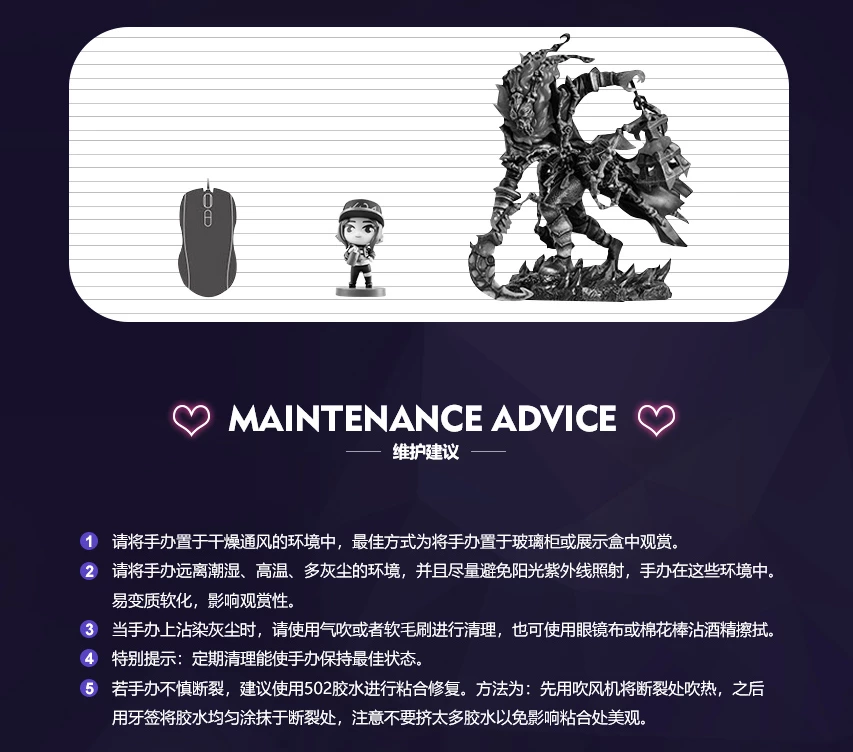 MAINTENANCE ADVICE
维护建议
1 请将手办置于干燥通风的环境中，最佳方式为将手办置于玻璃柜或展示盒中观赏。
2 请将手办远离潮湿、高温、多灰尘的环境，并且尽量避免阳光紫外线照射，手办在这些环境中。
易变质软化，影响观赏性。
3 当手办上沾染灰尘时，请使用气吹或者软毛刷进行清理，也可使用眼镜布或棉花棒沾酒精擦拭。
4 特别提示：定期清理能使手办保持最佳状态。
5 若手办不慎断裂，建议使用502胶水进行粘合修复。方法为：先用吹风机将断裂处吹热，之后
用牙签将胶水均匀涂抹于断裂处，注意不要挤太多胶水以免影响粘合处美观。